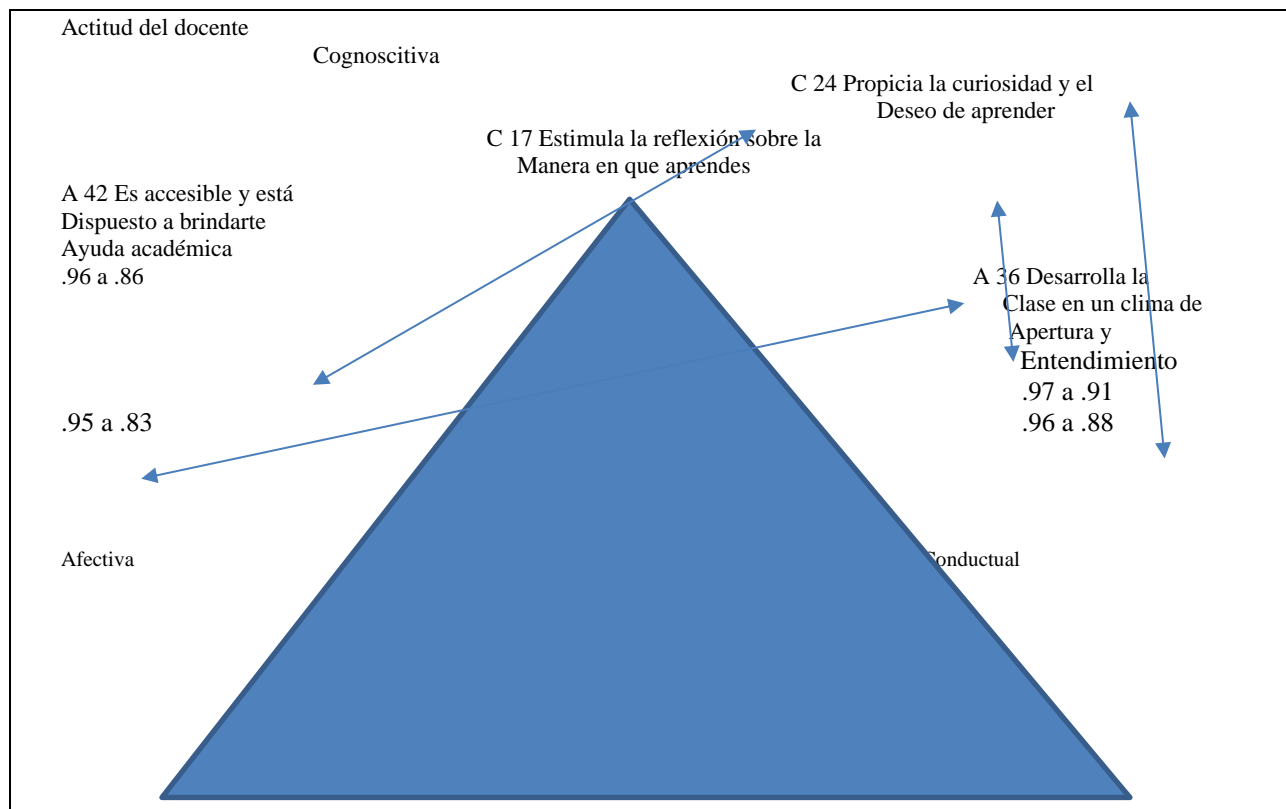 Actitud del docente
Cognoscitiva
C 24 Propicia la curiosidad y el
Deseo de aprender
C 17 Estimula la reflexión sobre la
Manera en que aprendes
A 42 Es accesible y está
Dispuesto a brindarte
Ayuda académica
.96 a .86
A 36 Desarrolla la
Clase en un clima de
Apertura y
Entendimiento
.97 a .91
.95 a .83
.96 a .88
Afectiva
Conductual